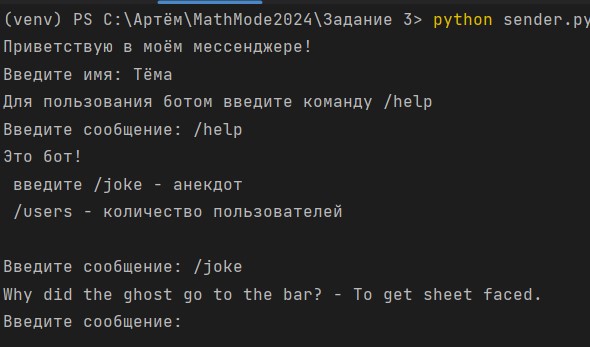 (venv) PS C:\Артём\MathMode2024\Задание 3> python sender.py
Приветствую в моём мессенджере!
Введите имя: Тёма
Для пользования ботом введите команду /help
Введите сообщение: /help
Это бот!
введите /joke - анекдот
/users - количество пользователей
Введите сообщение: /joke
Why did the ghost go to the bar? - To get sheet faced.
Введите сообщение: